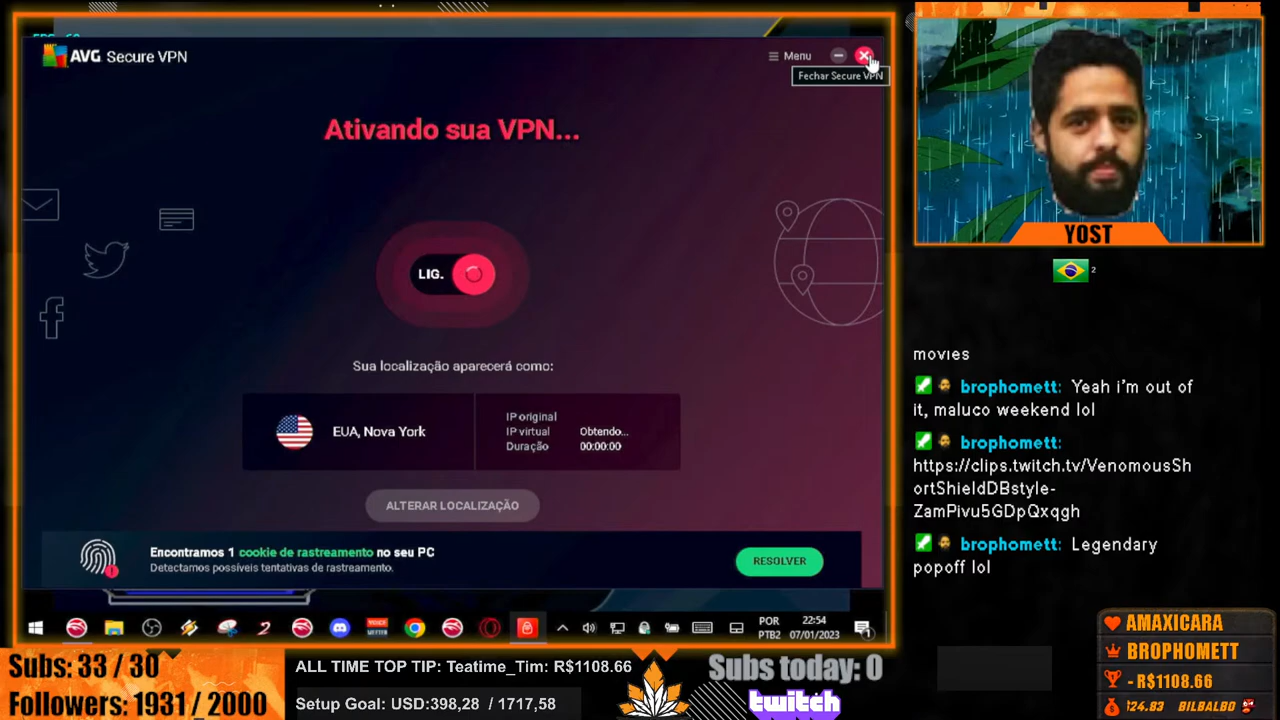 AVG Secure VPN
Menu
Fechar Secure VPN
Ativando sua VPN...
LIG.
Sua localização aparecerá como:
EUA, Nova York
IP original
IP virtual Obtendo...
Duração 00:00:00
ALTERAR LOCALIZAÇÃO
Encontramos 1 cookie de rastreamento no seu PC
Detectamos possíveis tentativas de rastreamento.
RESOLVER
POR
PTB2
22:54
07/01/2023
YOST
2
movies
brophomett: Yeah i'm out of
it, maluco weekend lol
brophomett:
https://clips.twitch.tv/VenomousSh
ortShieldDBstyle-
ZamPivu5GDpQxqgh
brophomett: Legendary
popoff lol
Subs: 33 / 30
Followers: 1931 / 2000
ALL TIME TOP TIP: Teatime_Tim: R$1108.66
Setup Goal: USD:398,28 / 1717,58
Subs today: 0
twitch
AMAXICARA
BROPHOMETT
- R$1108.66
24.83 BILBALBO